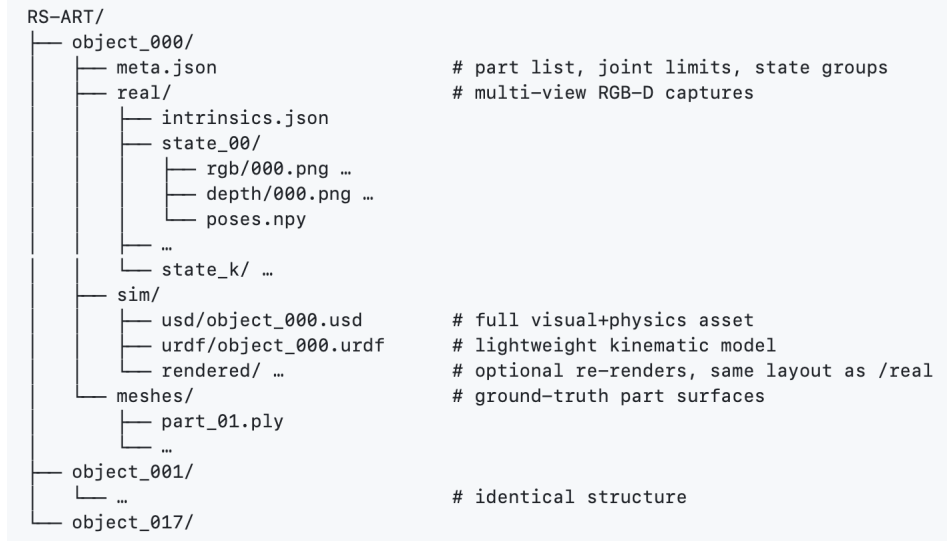 RS-ART/
├── object_000/
│   ├── meta.json                     # part list, joint limits, state groups
│   ├── real/                         # multi-view RGB-D captures
│   │   ├── intrinsics.json
│   │   ├── state_00/
│   │   │   ├── rgb/000.png …
│   │   │   ├── depth/000.png …
│   │   │   └── poses.npy
│   │   ├── …
│   │   └── state_k/ …
│   ├── sim/
│   │   ├── usd/object_000.usd        # full visual+physics asset
│   │   ├── urdf/object_000.urdf      # lightweight kinematic model
│   │   └── rendered/ …               # optional re-renders, same layout as /real
│   └── meshes/                       # ground-truth part surfaces
│       ├── part_01.ply
│       └── …
├── object_001/
│   └── …                             # identical structure
└── object_017/